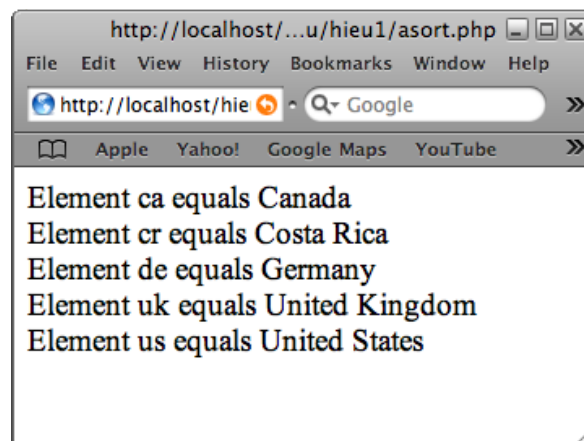 http://localhost/...u/hieu1/asort.php
File Edit View History Bookmarks Window Help
http://localhost/hie Google
Apple Yahoo! Google Maps YouTube
Element ca equals Canada
Element cr equals Costa Rica
Element de equals Germany
Element uk equals United Kingdom
Element us equals United States